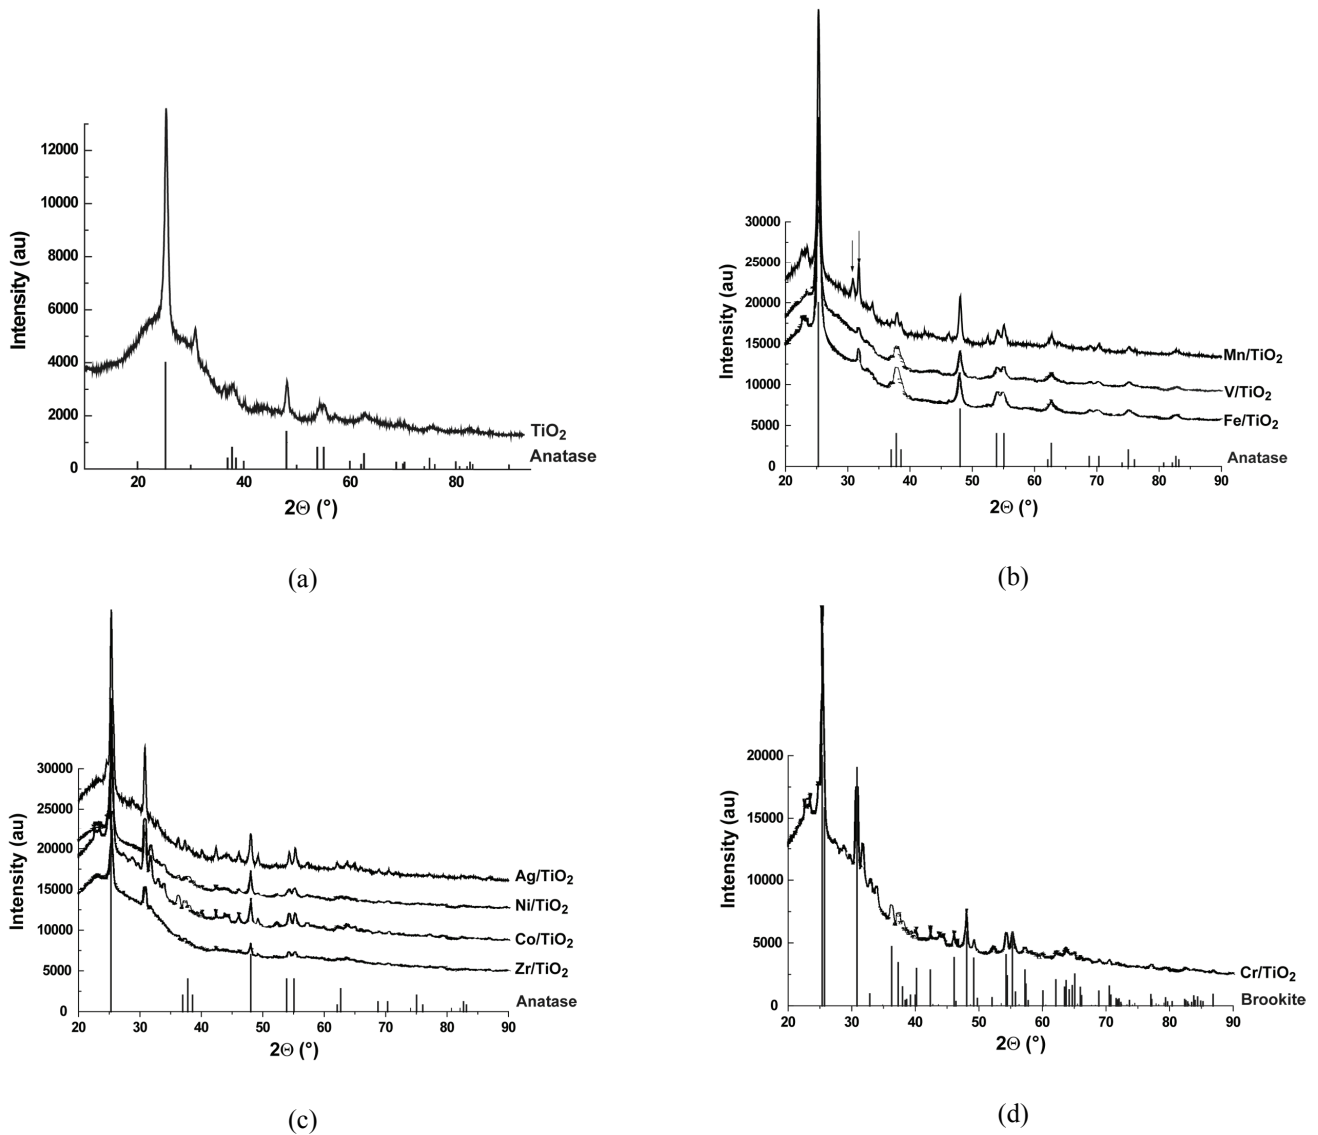 12000
10000
8000
6000
4000
2000
0
Intensity (au)
TiO2
Anatase
20 40 60 80
2Θ (°)
(a)
30000
25000
20000
15000
10000
5000
0
Intensity (au)
Mn/TiO2
V/TiO2
Fe/TiO2
Anatase
20 30 40 50 60 70 80 90
2Θ (°)
(b)
30000
25000
20000
15000
10000
5000
0
Intensity (au)
Ag/TiO2
Ni/TiO2
Co/TiO2
Zr/TiO2
Anatase
20 30 40 50 60 70 80 90
2Θ (°)
(c)
20000
15000
10000
5000
0
Intensity (au)
Cr/TiO2
Brookite
20 30 40 50 60 70 80 90
2Θ (°)
(d)